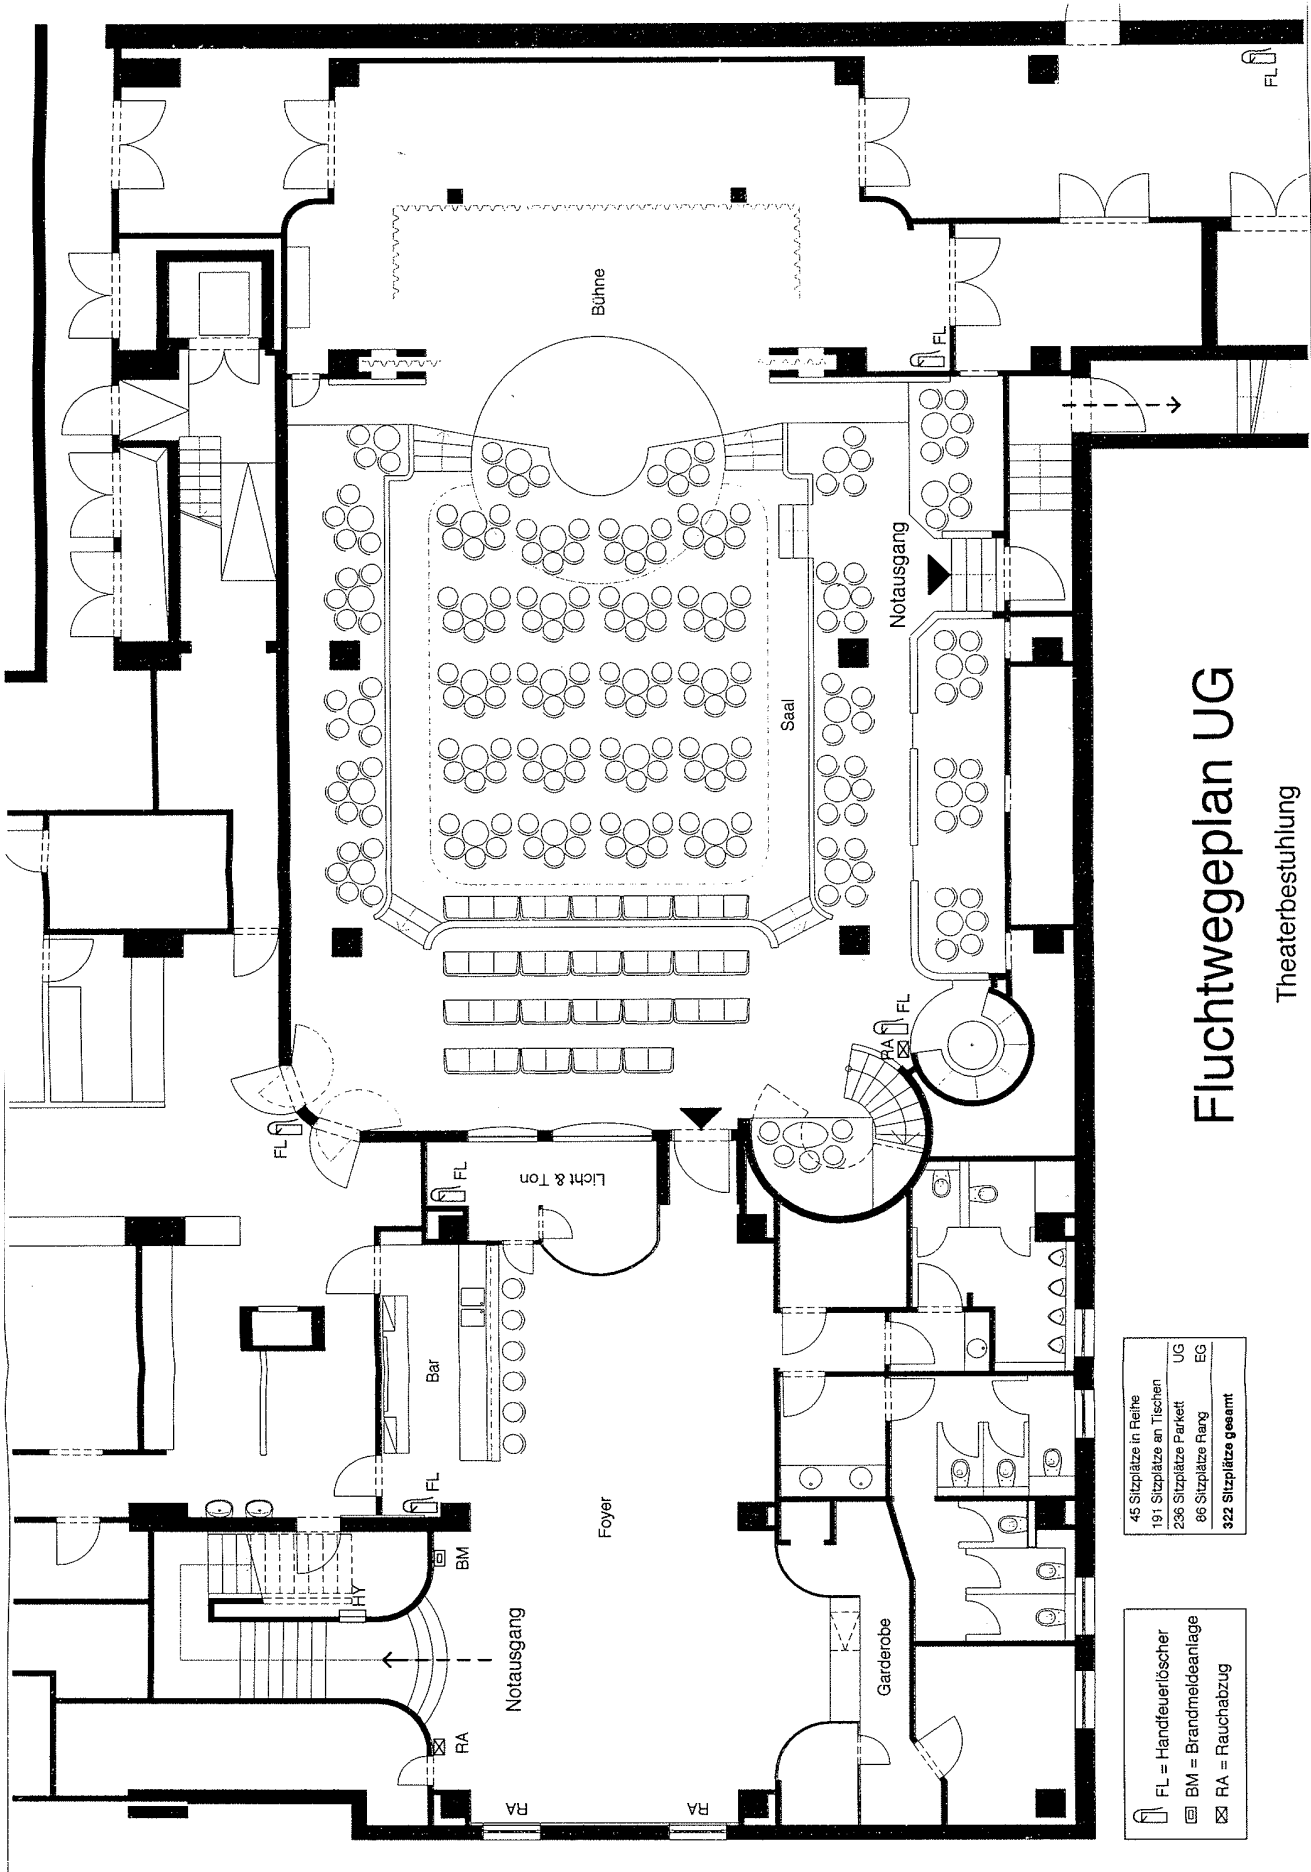 Fluchtwegeplan UG
Theaterbestuhlung
FL = Handfeuerlöscher
BM = Brandmeldeanlage
RA = Rauchabzug
45 Sitzplätze in Reihe
191 Sitzplätze an Tischen
236 Sitzplätze Parkett UG
86 Sitzplätze Rang EG
322 Sitzplätze gesamt
Bühne
Saal
Notausgang
Licht & Ton
Bar
Foyer
Notausgang
Garderobe
FL
FL
FL
FL
FL
FL
RA
RA
RA
RA
BM
HY